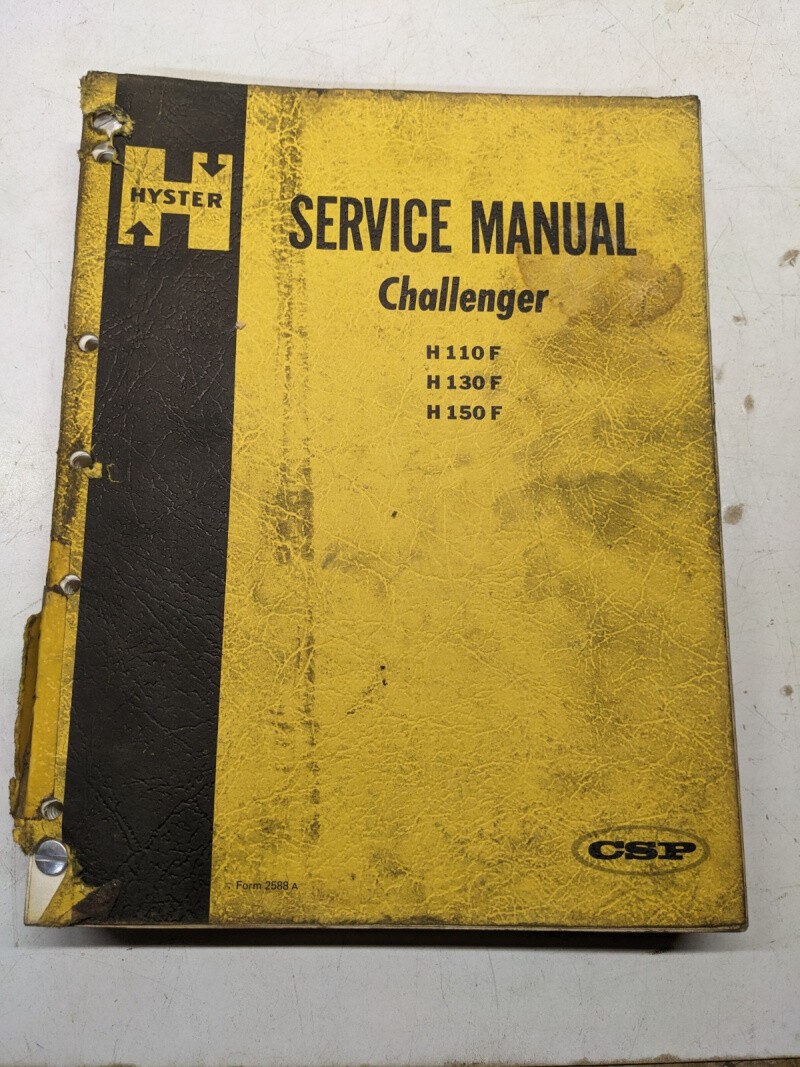 HYSTER
SERVICE MANUAL
Challenger
H 110 F
H 130 F
H 150 F
CSP
Form 2588 A